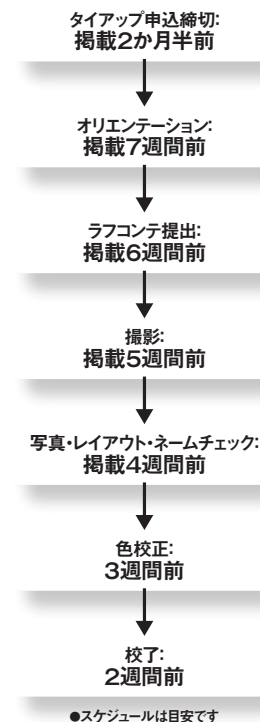 タイアップ申込締切:
掲載2か月半前
オリエンテーション:
掲載7週間前
ラフコンテ提出:
掲載6週間前
撮影:
掲載5週間前
写真・レイアウト・ネームチェック:
掲載4週間前
色校正:
3週間前
校了:
2週間前
●スケジュールは目安です